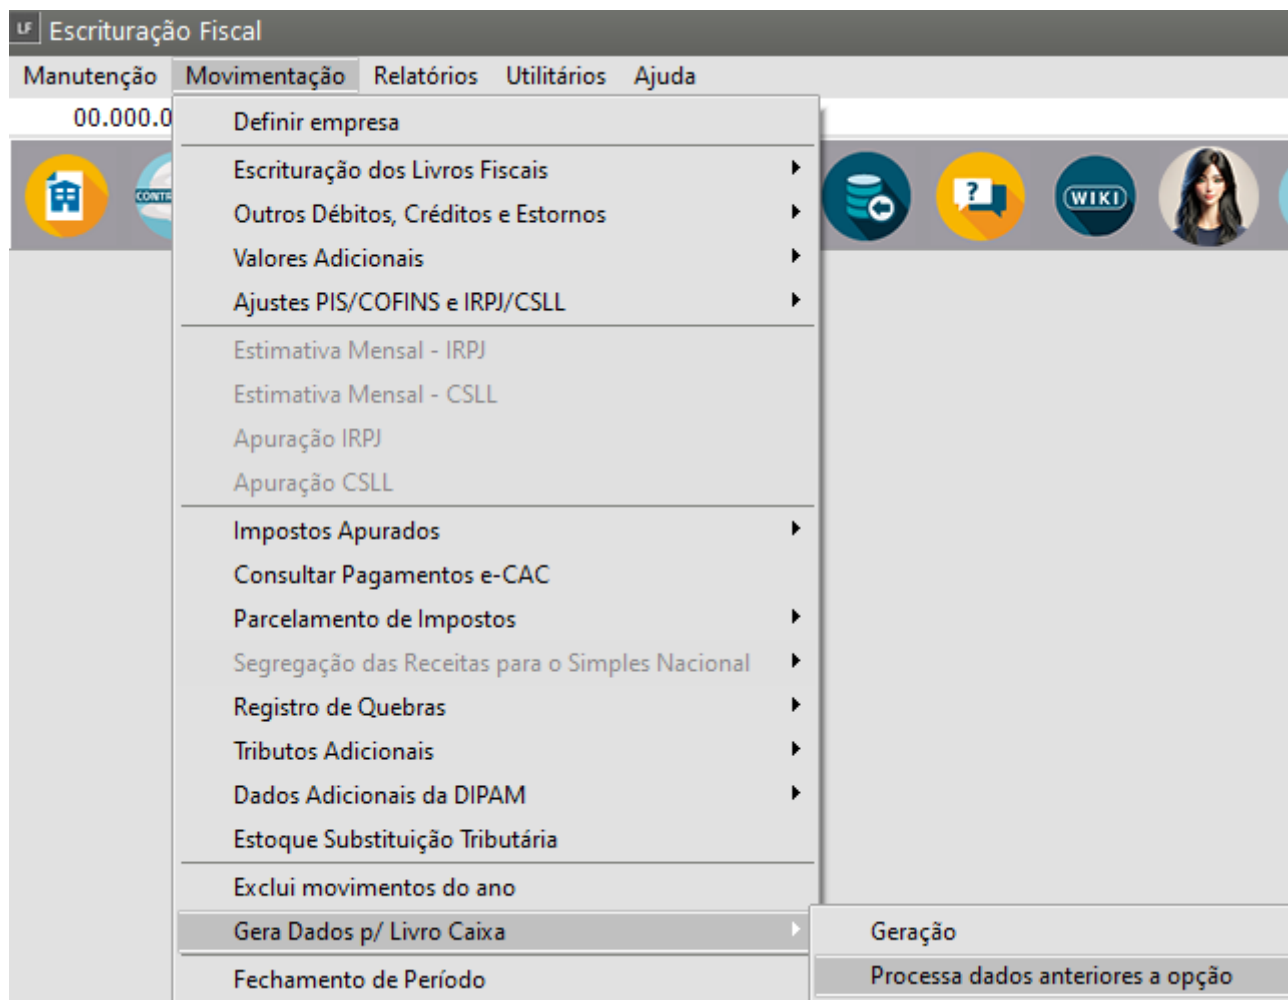 LF Escrituração Fiscal
Manutenção Movimentação Relatórios Utilitários Ajuda
00.000.0
Definir empresa
CONTR
WIKI
Escrituração dos Livros Fiscais
Outros Débitos, Créditos e Estornos
Valores Adicionais
Ajustes PIS/COFINS e IRPJ/CSLL
Estimativa Mensal - IRPJ
Estimativa Mensal - CSLL
Apuração IRPJ
Apuração CSLL
Impostos Apurados
Consultar Pagamentos e-CAC
Parcelamento de Impostos
Segregação das Receitas para o Simples Nacional
Registro de Quebras
Tributos Adicionais
Dados Adicionais da DIPAM
Estoque Substituição Tributária
Exclui movimentos do ano
Gera Dados p/ Livro Caixa
Geração
Processa dados anteriores a opção
Fechamento de Período